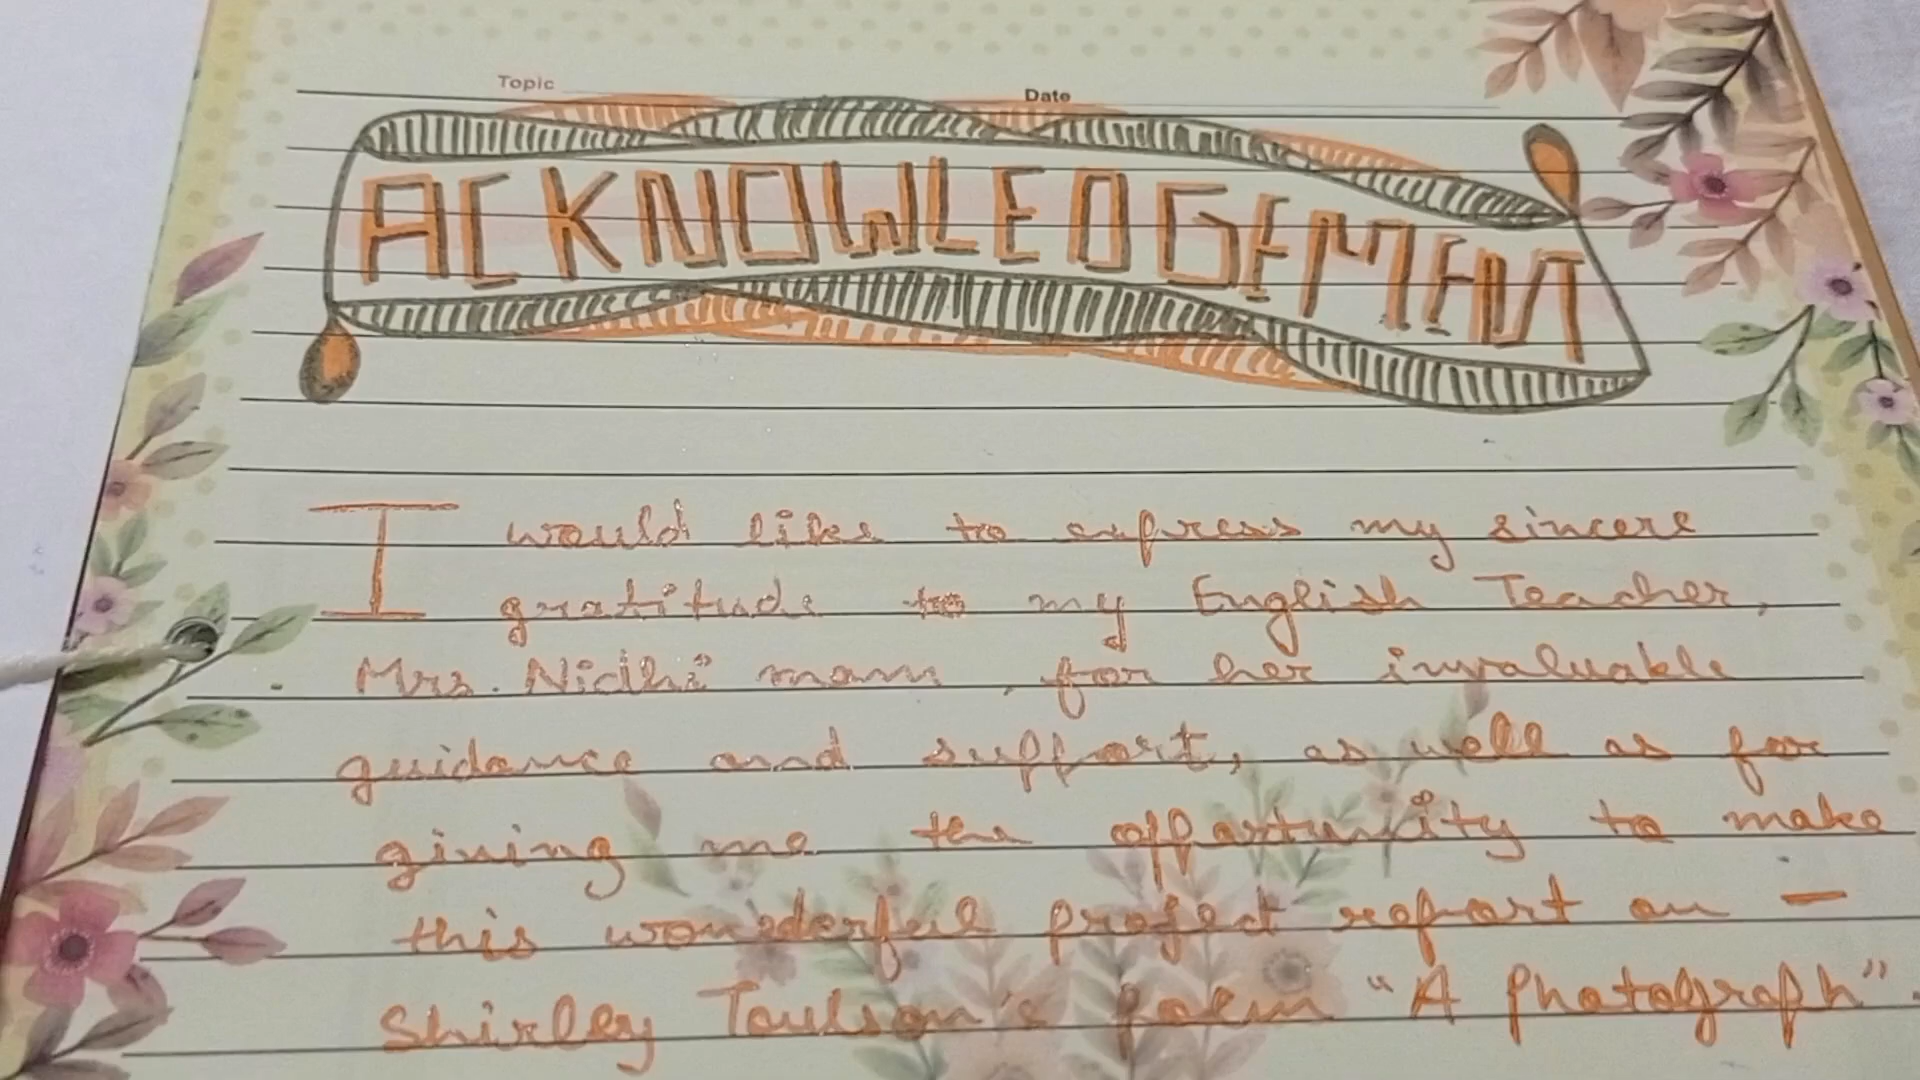 Topic Date
ACKNOWLEDGEMENT
I would like to express my sincere
gratitude to my English Teacher,
Mrs. Nidhi mam, for her invaluable
guidance and support, as well as for
giving me the opportunity to make
this wonderful project report on –
Shirley Toulson's poem "A Photograph".